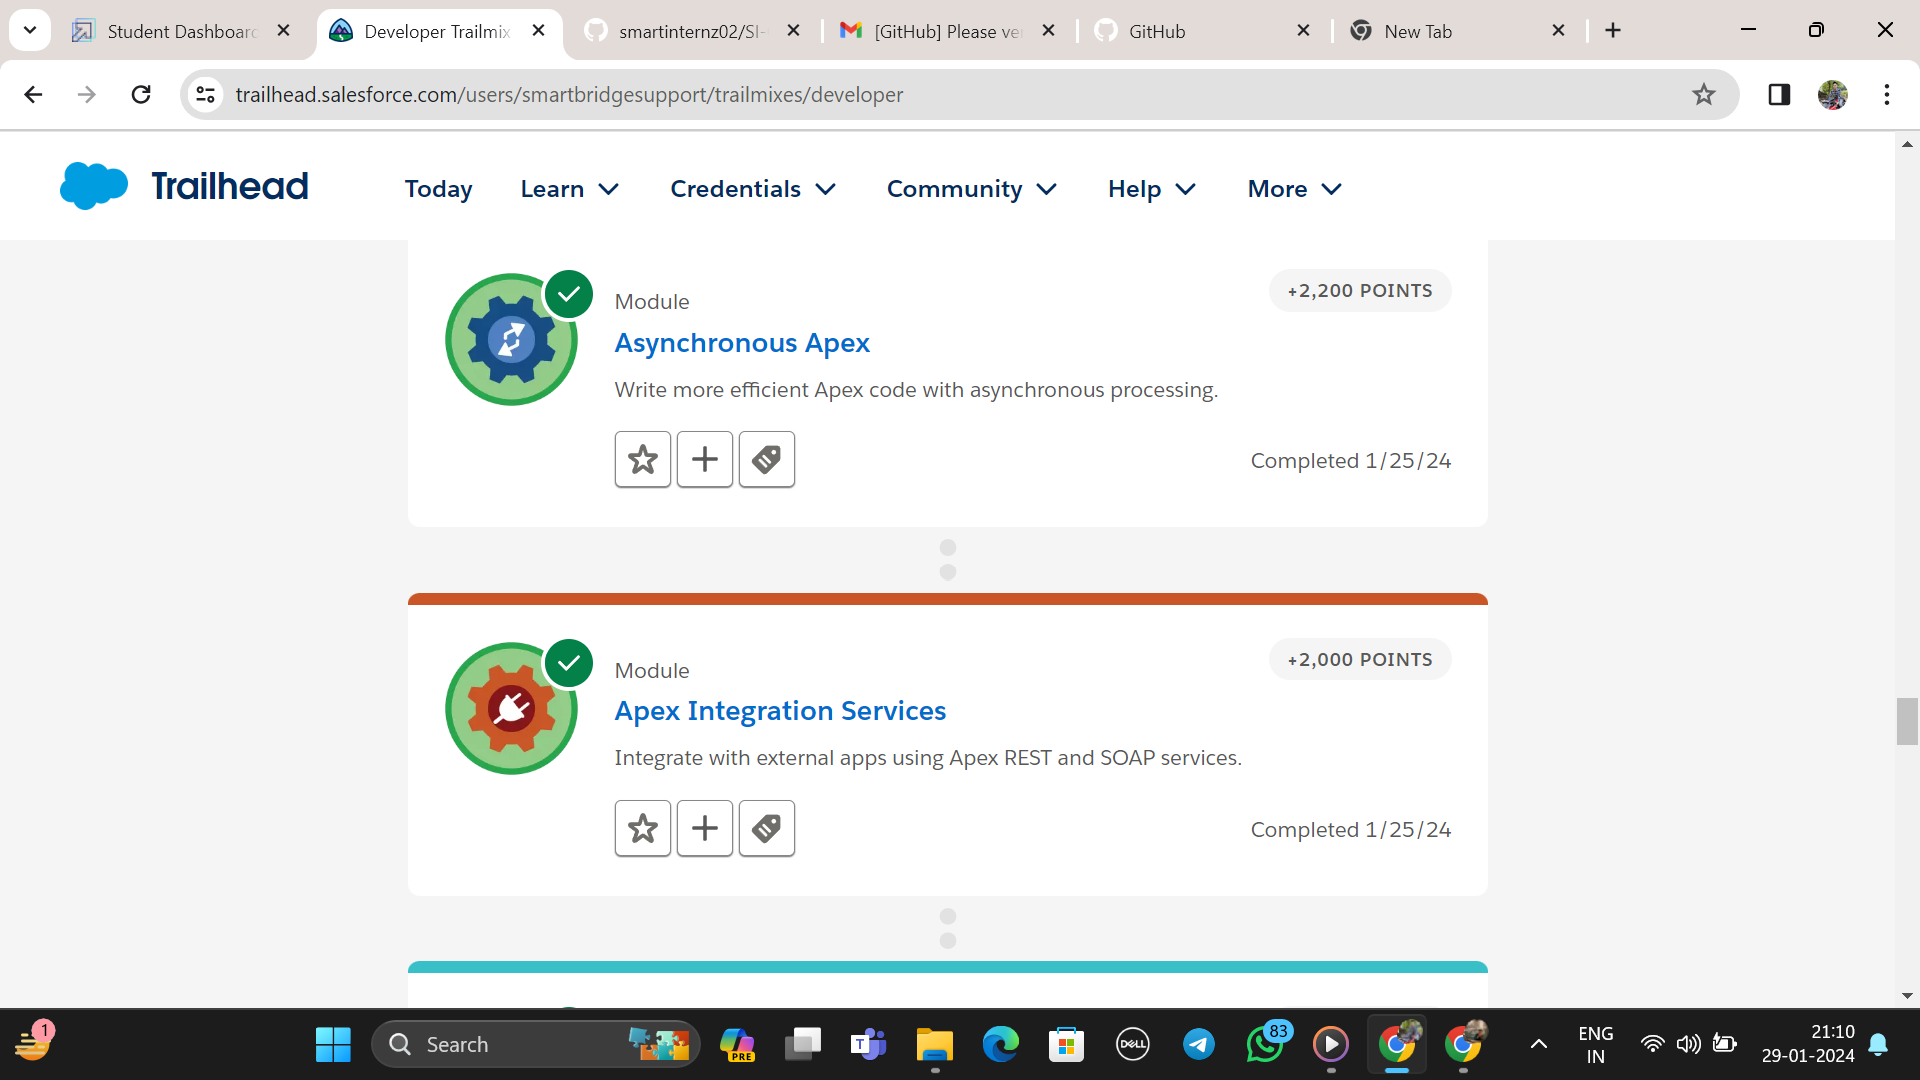 Student Dashboard
Developer Trailmix
smartinternz02/SI-
[GitHub] Please ve
GitHub
New Tab
trailhead.salesforce.com/users/smartbridgesupport/trailmixes/developer
Trailhead
Today
Learn
Credentials
Community
Help
More
Module
+2,200 POINTS
Asynchronous Apex
Write more efficient Apex code with asynchronous processing.
Completed 1/25/24
Module
+2,000 POINTS
Apex Integration Services
Integrate with external apps using Apex REST and SOAP services.
Completed 1/25/24
1
Search
PRE
T
DELL
83
ENG
IN
21:10
29-01-2024